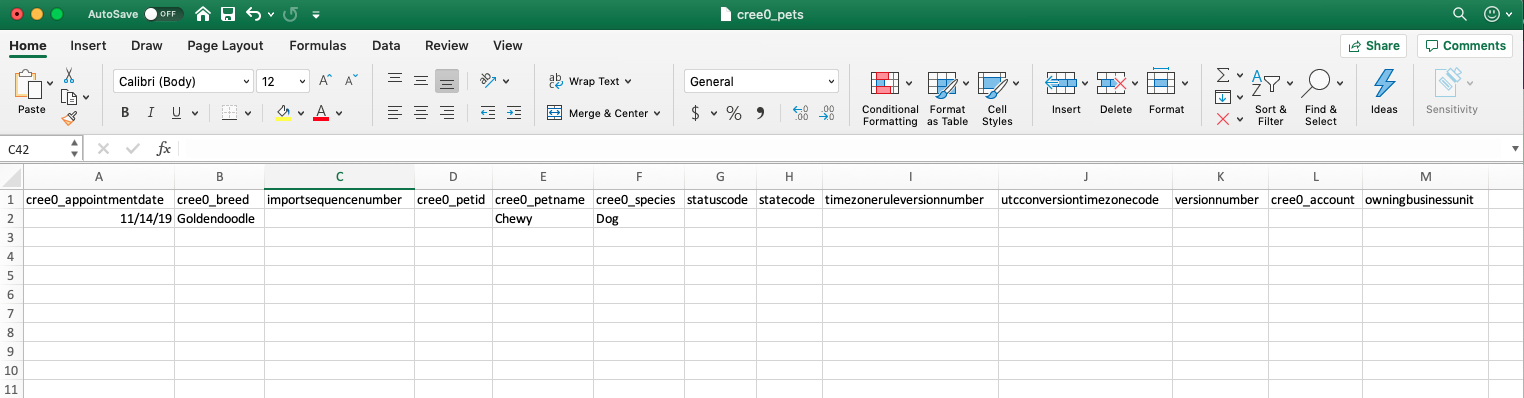 AutoSave OFF cree0_pets
Home Insert Draw Page Layout Formulas Data Review View Share Comments
Paste Calibri (Body) 12 A A ab Wrap Text General Conditional Formatting Format as Table Cell Styles Insert Delete Format Sort & Filter Find & Select Ideas Sensitivity
B I U A Merge & Center $ % , .00 .00
C42 fx
A B C D E F G H I J K L M
1 cree0_appointmentdate cree0_breed importsequencenumber cree0_petid cree0_petname cree0_species statuscode statecode timezoneruleversionnumber utcconversiontimezonecode versionnumber cree0_account owningbusinessunit
2 11/14/19 Goldendoodle Chewy Dog
3
4
5
6
7
8
9
10
11